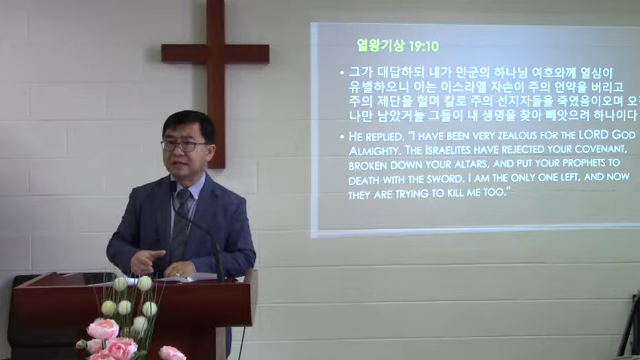 열왕기상 19:10
• 그가 대답하되 내가 만군의 하나님 여호와께 열심이
유별하오니 이는 이스라엘 자손이 주의 언약을 버리고
주의 제단을 헐며 칼로 주의 선지자들을 죽였음이오며 오
나만 남았거늘 그들이 내 생명을 찾아 빼앗으려 하나이다
• He replied, "I have been very zealous for the LORD God
Almighty. The Israelites have rejected your covenant,
broken down your altars, and put your prophets to
death with the sword. I am the only one left, and now
they are trying to kill me too."